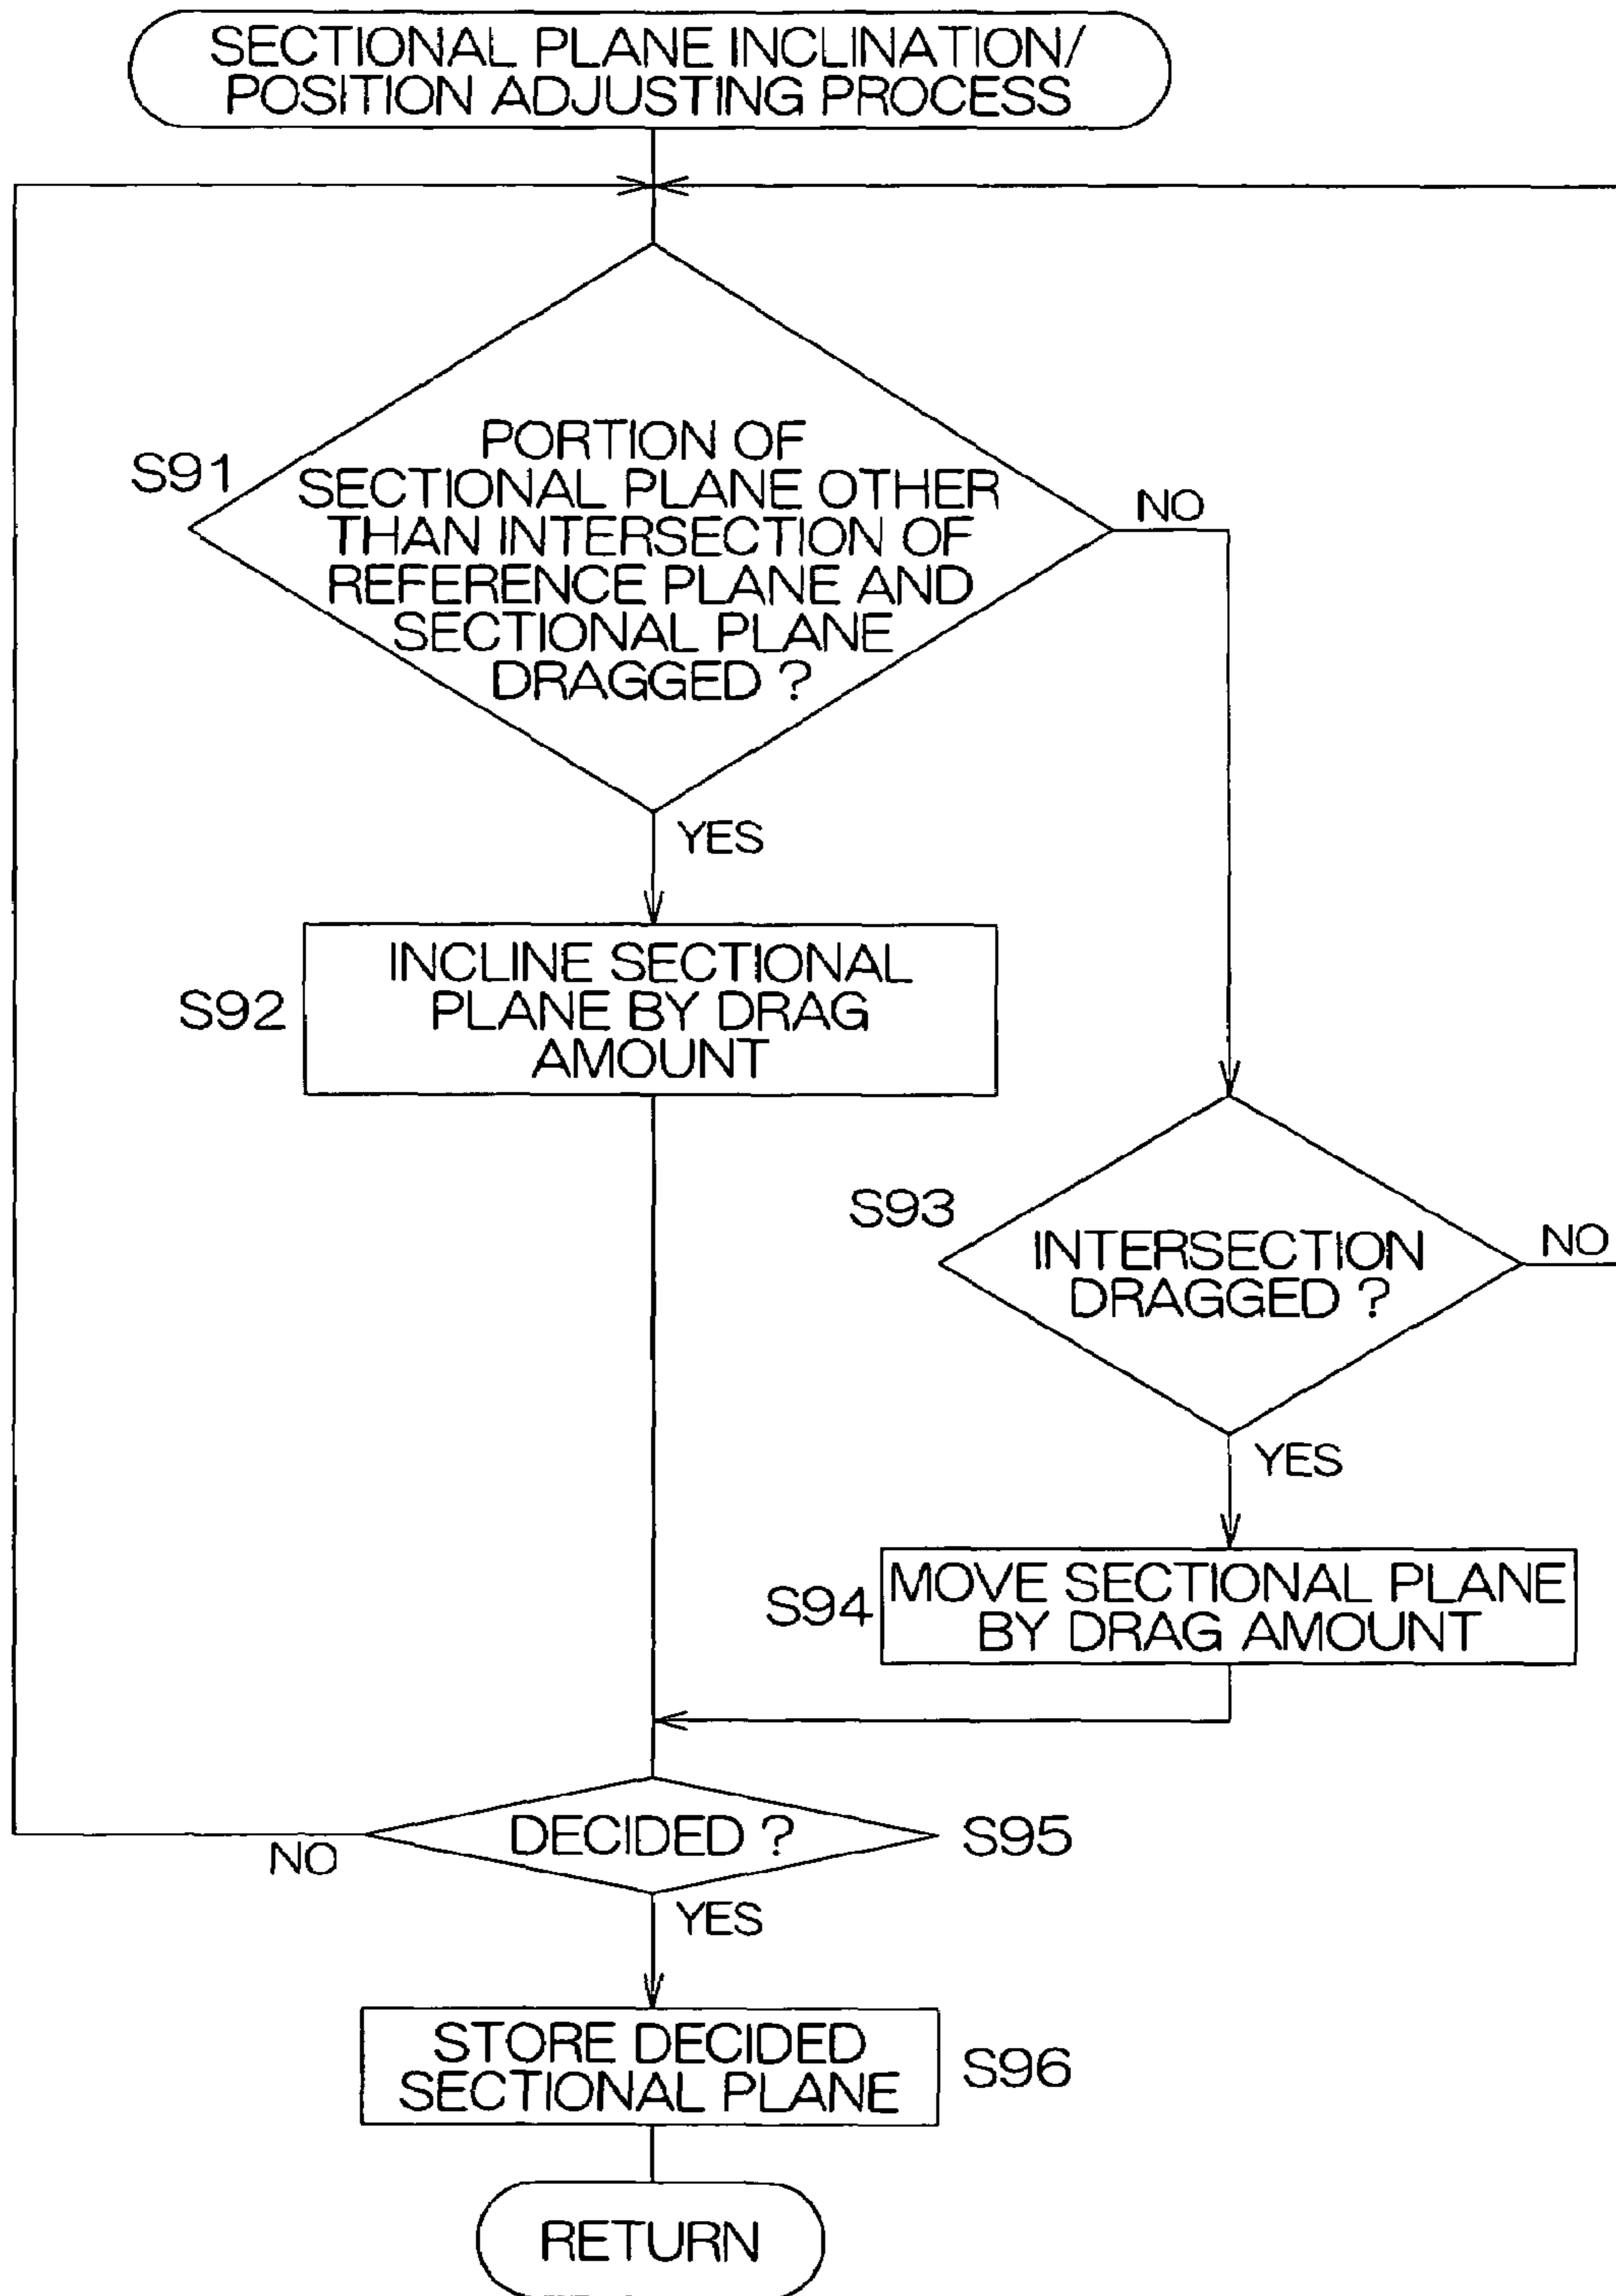 SECTIONAL PLANE INCLINATION/
POSITION ADJUSTING PROCESS
S91
PORTION OF
SECTIONAL PLANE OTHER
THAN INTERSECTION OF
REFERENCE PLANE AND
SECTIONAL PLANE
DRAGGED ?
NO
YES
S92
INCLINE SECTIONAL
PLANE BY DRAG
AMOUNT
S93
INTERSECTION
DRAGGED ?
NO
YES
S94
MOVE SECTIONAL PLANE
BY DRAG AMOUNT
DECIDED ?
S95
NO
YES
STORE DECIDED
SECTIONAL PLANE
S96
RETURN